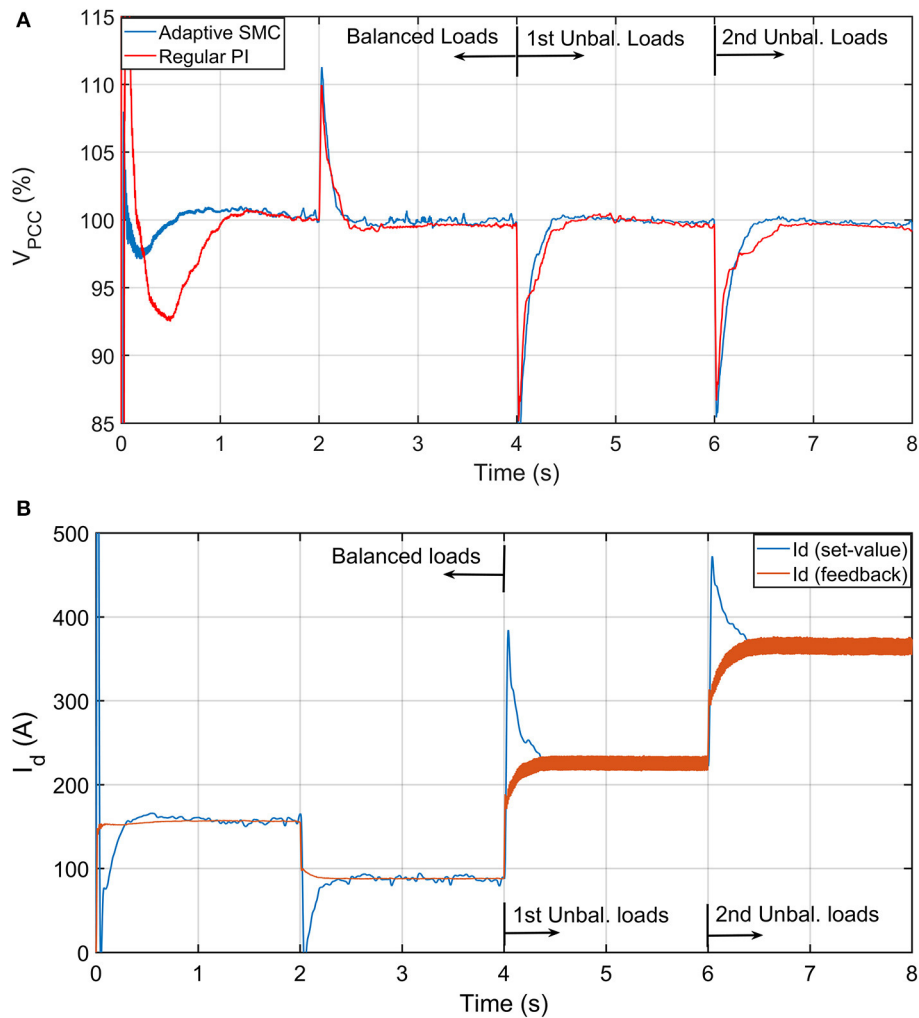 A
115
110
105
100
95
90
85
V_PCC (%)
Adaptive SMC
Regular PI
Balanced Loads
1st Unbal. Loads
2nd Unbal. Loads
0 1 2 3 4 5 6 7 8
Time (s)
B
500
400
300
200
100
0
I_d (A)
Balanced loads
Id (set-value)
Id (feedback)
1st Unbal. loads
2nd Unbal. loads
0 1 2 3 4 5 6 7 8
Time (s)